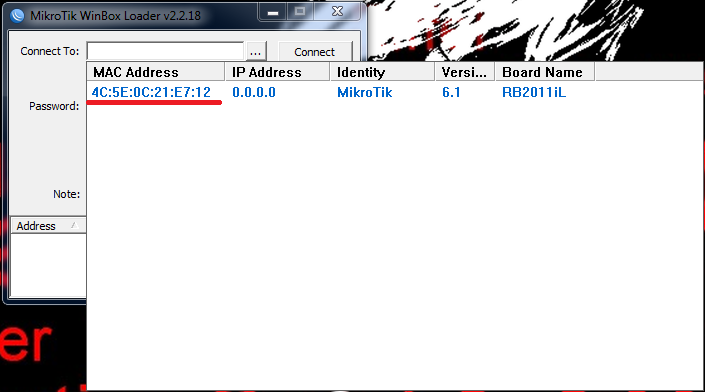 MikroTik WinBox Loader v2.2.18
Connect To: ... Connect
MAC Address IP Address Identity Versi... Board Name
4C:5E:0C:21:E7:12 0.0.0.0 MikroTik 6.1 RB2011iL
Password:
Note:
Address
er